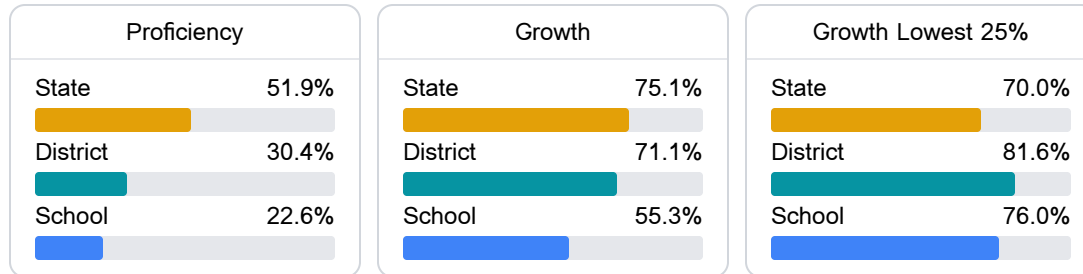 Proficiency
State 51.9%
District 30.4%
School 22.6%
Growth
State 75.1%
District 71.1%
School 55.3%
Growth Lowest 25%
State 70.0%
District 81.6%
School 76.0%